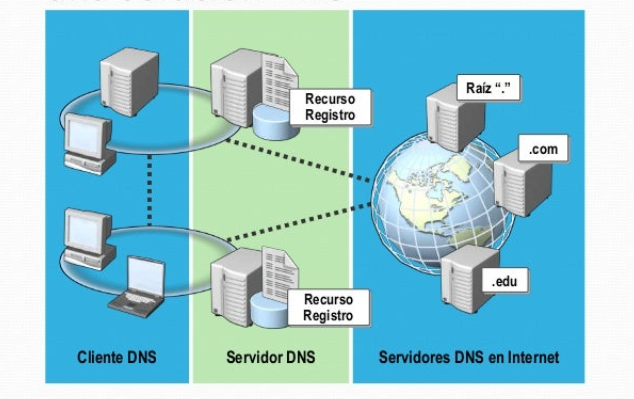 Raíz “.”
Recurso
Registro
.com
.edu
Recurso
Registro
Cliente DNS
Servidor DNS
Servidores DNS en Internet